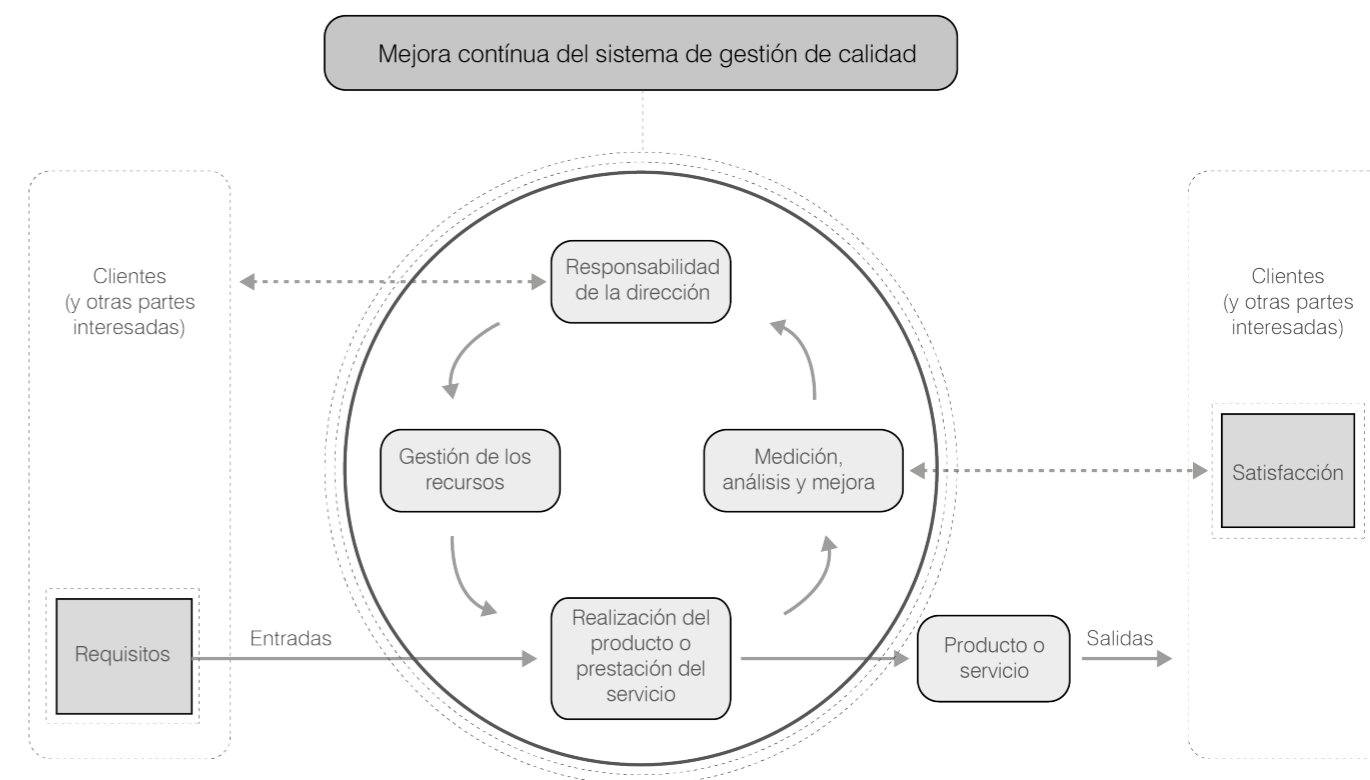 Mejora contínua del sistema de gestión de calidad
Clientes
(y otras partes
interesadas)
Responsabilidad
de la dirección
Clientes
(y otras partes
interesadas)
Gestión de los
recursos
Medición,
análisis y mejora
Satisfacción
Requisitos
Entradas
Realización del
producto o
prestación del
servicio
Producto o
servicio
Salidas